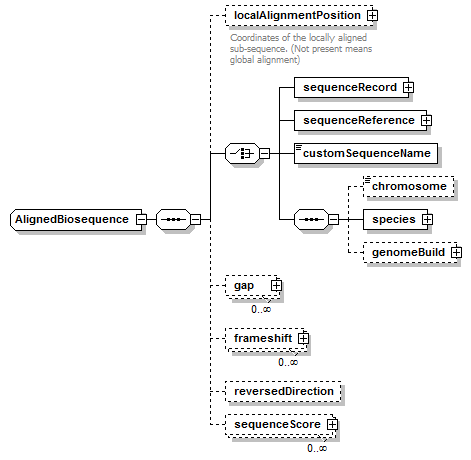 localAlignmentPosition
Coordinates of the locally aligned
sub-sequence. (Not present means
global alignment)
sequenceRecord
sequenceReference
customSequenceName
chromosome
AlignedBiosequence
species
genomeBuild
gap
0..∞
frameshift
0..∞
reversedDirection
sequenceScore
0..∞